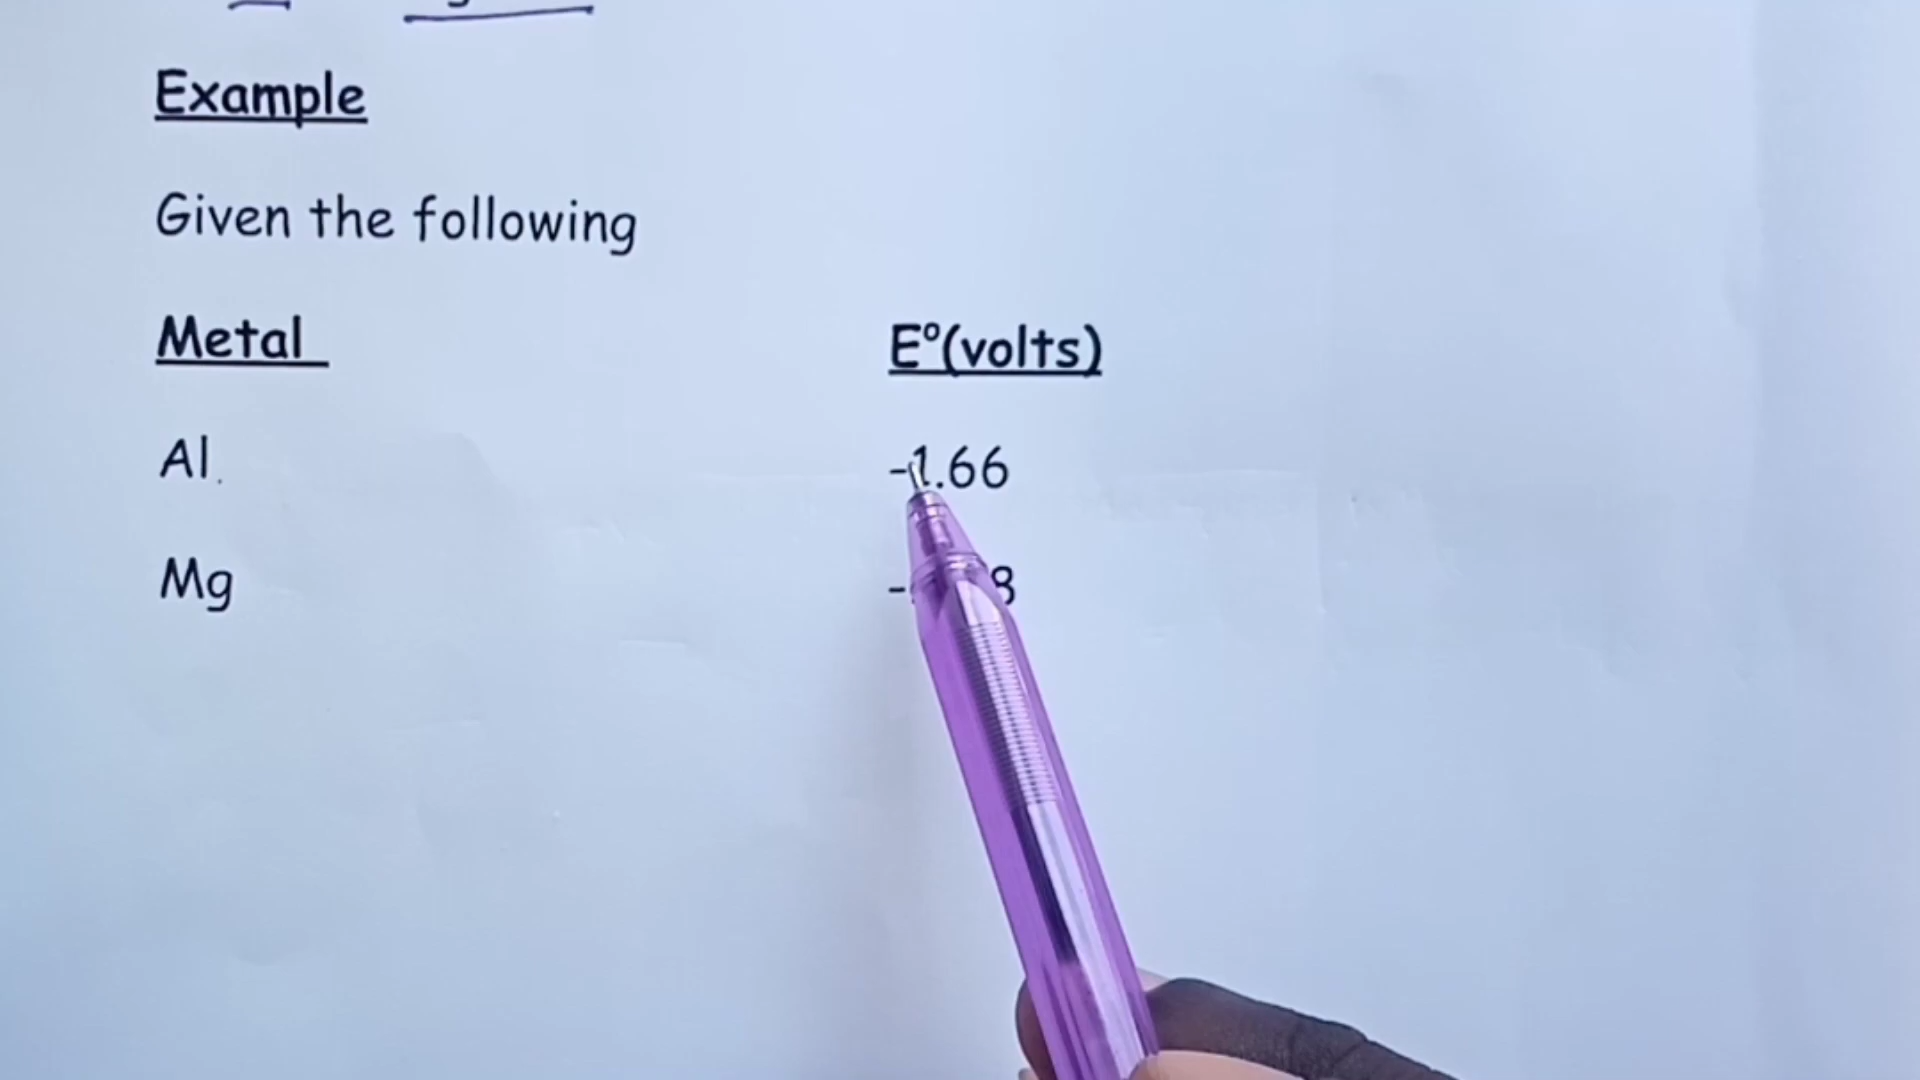 Example
Given the following
Metal E°(volts)
Al -1.66
Mg